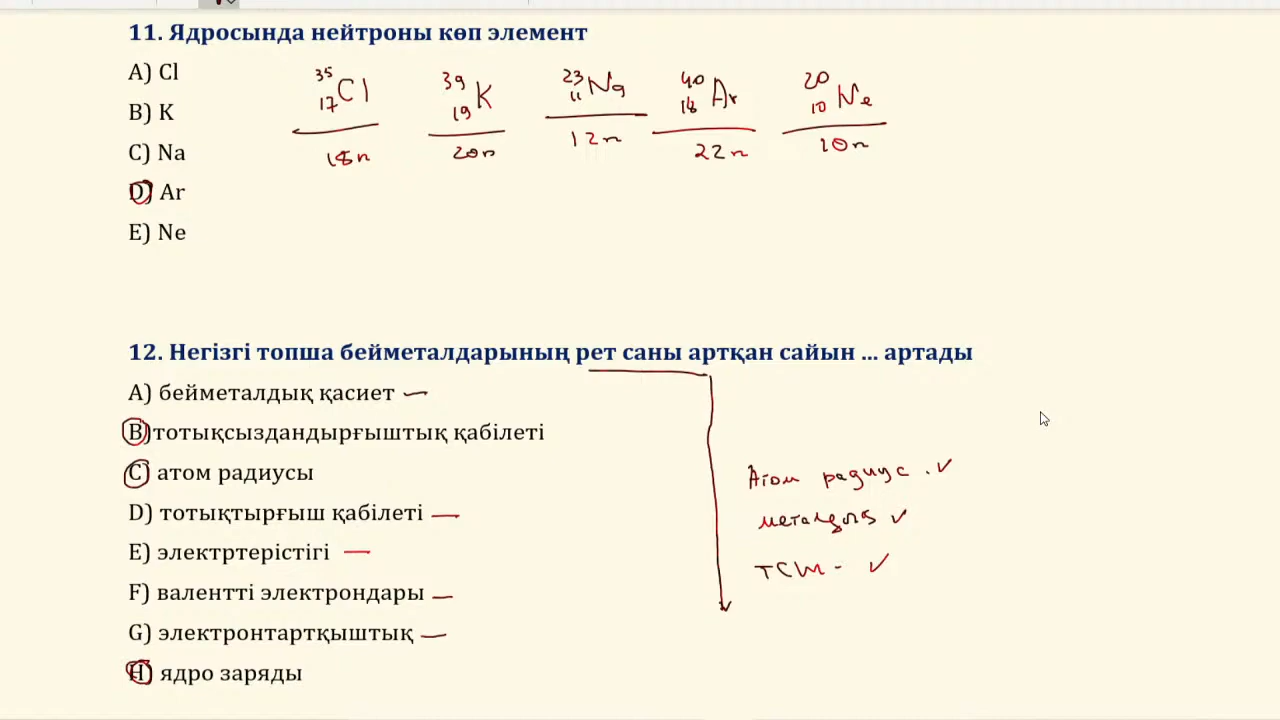 11. Ядросында нейтроны көп элемент
A) Cl
B) K
C) Na
D) Ar
E) Ne
35 17 Cl 39 19 K 23 11 Na 40 18 Ar 20 10 Ne
18n 20n 12n 22n 10n
12. Негізгі топша бейметалдарының рет саны артқан сайын ... артады
A) бейметалдық қасиет
B) тотықсыздандырғыштық қабілеті
C) атом радиусы
D) тотықтырғыш қабілеті
E) электртерістігі
F) валентті электрондары
G) электронтартқыштық
H) ядро заряды
Атом радиус. ✓
металдық ✓
ТСШ - ✓